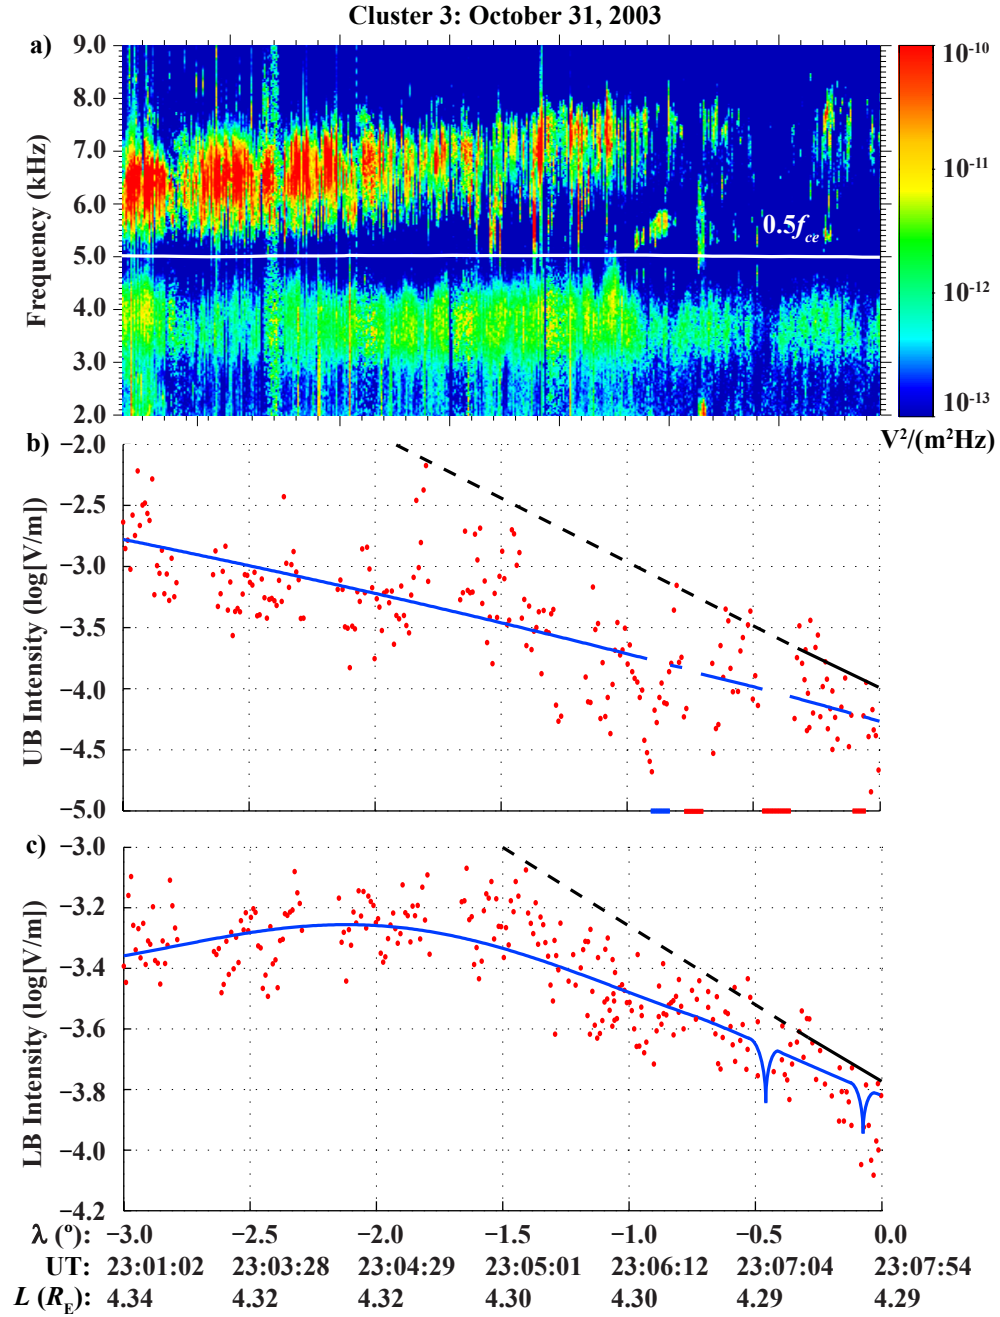 Cluster 3: October 31, 2003
a)
Frequency (kHz)
9.0
8.0
7.0
6.0
5.0
4.0
3.0
2.0
0.5fce
10-10
10-11
10-12
10-13
V2/(m2Hz)
b)
UB Intensity (log[V/m])
−2.0
−2.5
−3.0
−3.5
−4.0
−4.5
−5.0
c)
LB Intensity (log[V/m])
−3.0
−3.2
−3.4
−3.6
−3.8
−4.0
−4.2
λ (º): −3.0 −2.5 −2.0 −1.5 −1.0 −0.5 0.0
UT: 23:01:02 23:03:28 23:04:29 23:05:01 23:06:12 23:07:04 23:07:54
L (RE): 4.34 4.32 4.32 4.30 4.30 4.29 4.29